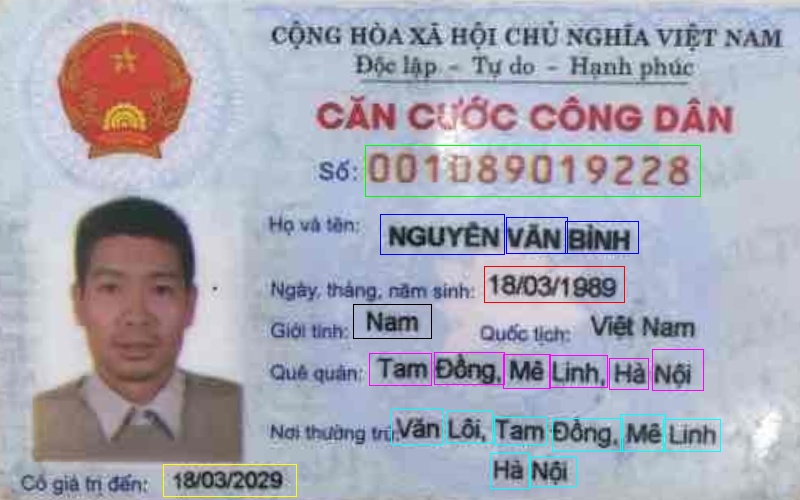 CỘNG HÒA XÃ HỘI CHỦ NGHĨA VIỆT NAM
Độc lập - Tự do - Hạnh phúc
CĂN CƯỚC CÔNG DÂN
Số: 001089019228
Họ và tên: NGUYỄN VĂN BÌNH
Ngày, tháng, năm sinh: 18/03/1989
Giới tính: Nam Quốc tịch: Việt Nam
Quê quán: Tam Đồng, Mê Linh, Hà Nội
Nơi thường trú: Văn Lôi, Tam Đồng, Mê Linh
Hà Nội
Có giá trị đến: 18/03/2029